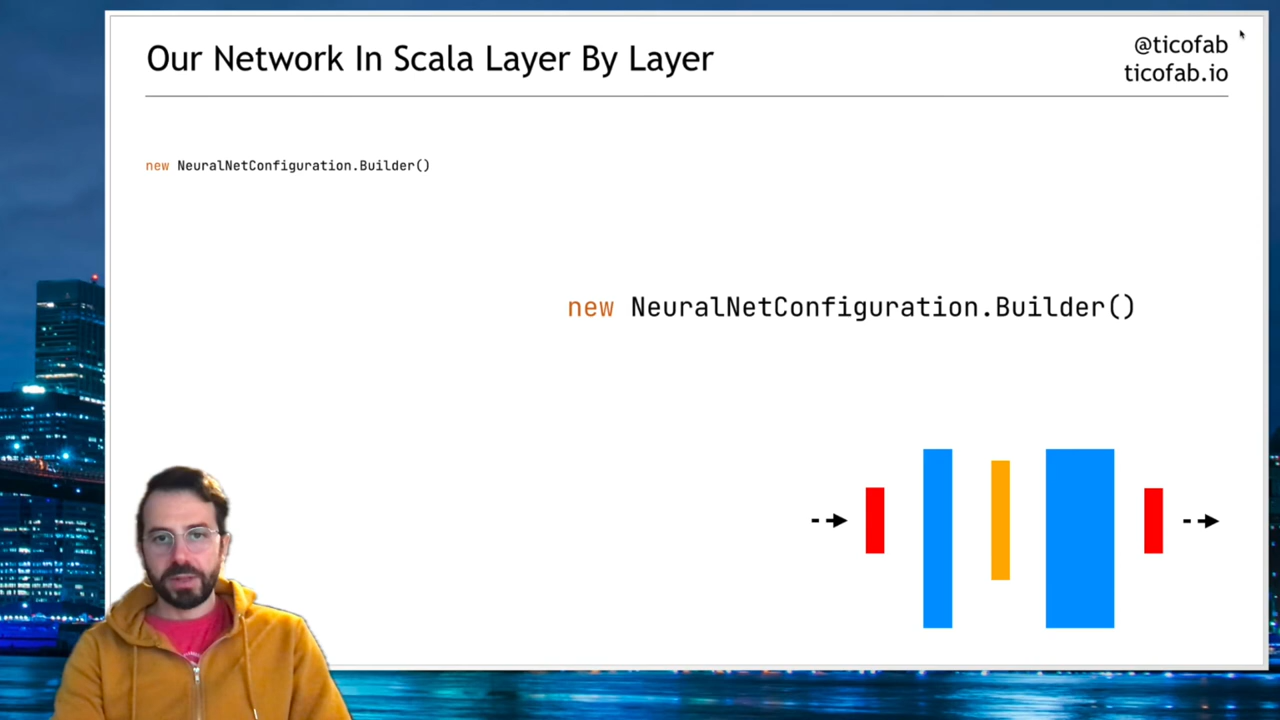 Our Network In Scala Layer By Layer
@ticofab
ticofab.io
new NeuralNetConfiguration.Builder()
new NeuralNetConfiguration.Builder()